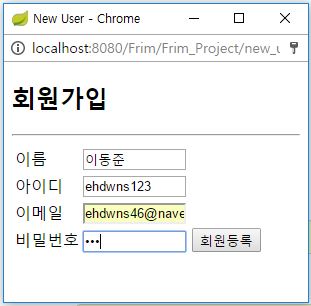 New User - Chrome
localhost:8080/Frim/Frim_Project/new_u
회원가입
이름 이동준
아이디 ehdwns123
이메일 ehdwns46@nave
비밀번호 ••• 회원등록